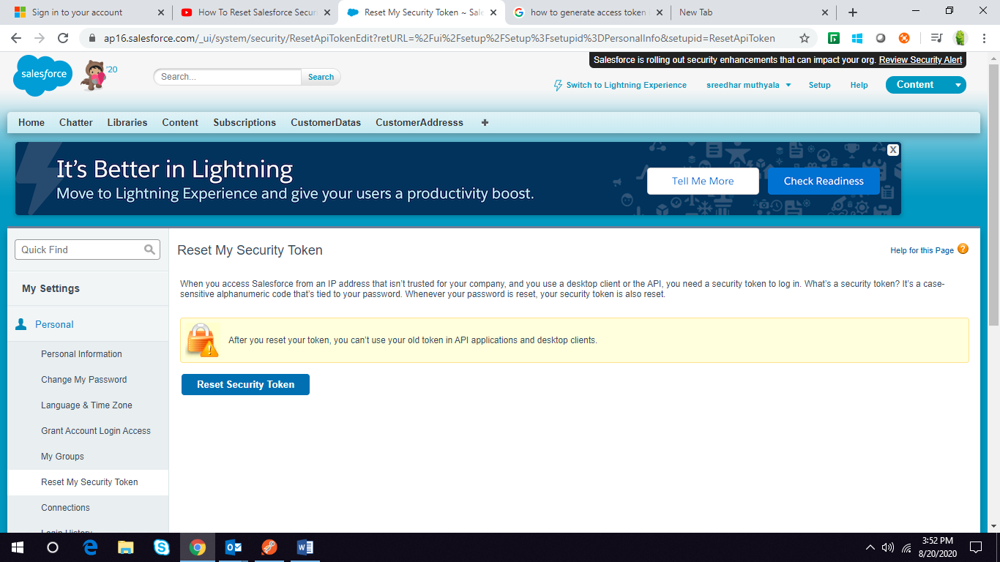 Sign in to your account
How To Reset Salesforce Secur
Reset My Security Token ~ Sale
how to generate access token
New Tab
ap16.salesforce.com/_ui/system/security/ResetApiTokenEdit?retURL=%2Fui%2Fsetup%2FSetup%3Fsetupid%3DPersonalInfo&setupid=ResetApiToken
Salesforce is rolling out security enhancements that can impact your org. Review Security Alert
salesforce
'20
Search...
Search
Switch to Lightning Experience
sreedhar muthyala
Setup
Help
Content
Home
Chatter
Libraries
Content
Subscriptions
CustomerDatas
CustomerAddresss
It's Better in Lightning
Move to Lightning Experience and give your users a productivity boost.
Tell Me More
Check Readiness
X
Quick Find
My Settings
Personal
Personal Information
Change My Password
Language & Time Zone
Grant Account Login Access
My Groups
Reset My Security Token
Connections
Login History
Reset My Security Token
Help for this Page
When you access Salesforce from an IP address that isn't trusted for your company, and you use a desktop client or the API, you need a security token to log in. What's a security token? It's a case-
sensitive alphanumeric code that's tied to your password. Whenever your password is reset, your security token is also reset.
After you reset your token, you can't use your old token in API applications and desktop clients.
Reset Security Token
3:52 PM
8/20/2020